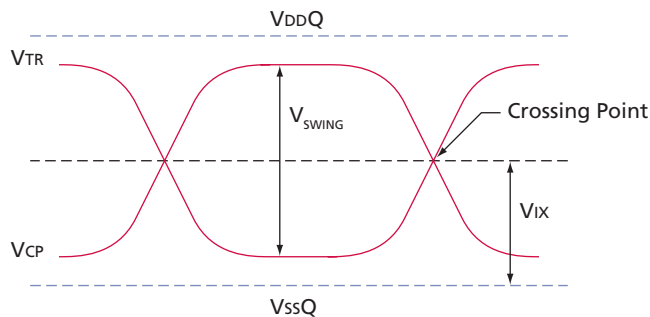 VDDQ
VTR
VSWING
Crossing Point
VIX
VCP
VSSQ